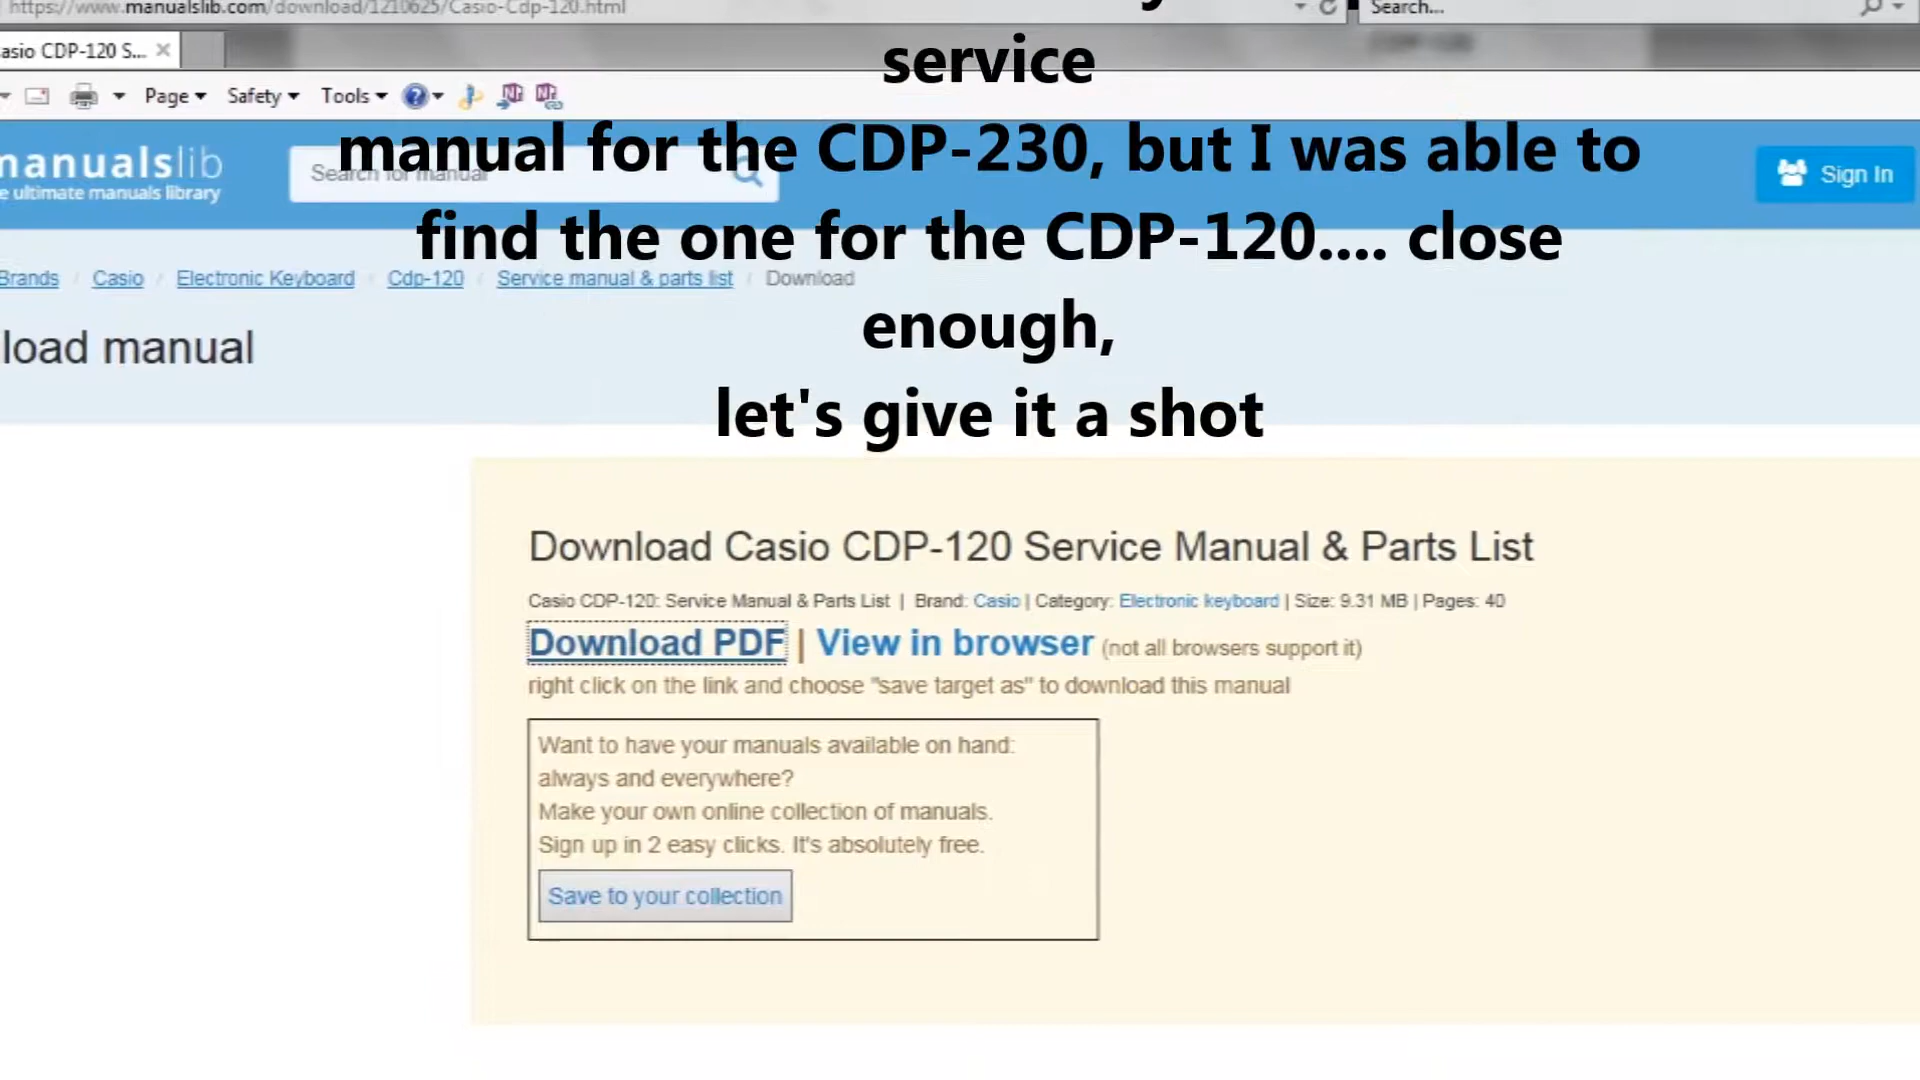 https://www.manualslib.com/download/1210625/Casio-Cdp-120.html
Search...
asio CDP-120 S...
Page
Safety
Tools
service
manual for the CDP-230, but I was able to
find the one for the CDP-120.... close
enough,
let's give it a shot
manualslib
e ultimate manuals library
Search for manual
Sign In
Brands / Casio / Electronic Keyboard / Cdp-120 / Service manual & parts list / Download
load manual
Download Casio CDP-120 Service Manual & Parts List
Casio CDP-120: Service Manual & Parts List | Brand: Casio | Category: Electronic keyboard | Size: 9.31 MB | Pages: 40
Download PDF | View in browser (not all browsers support it)
right click on the link and choose "save target as" to download this manual
Want to have your manuals available on hand:
always and everywhere?
Make your own online collection of manuals.
Sign up in 2 easy clicks. It's absolutely free.
Save to your collection